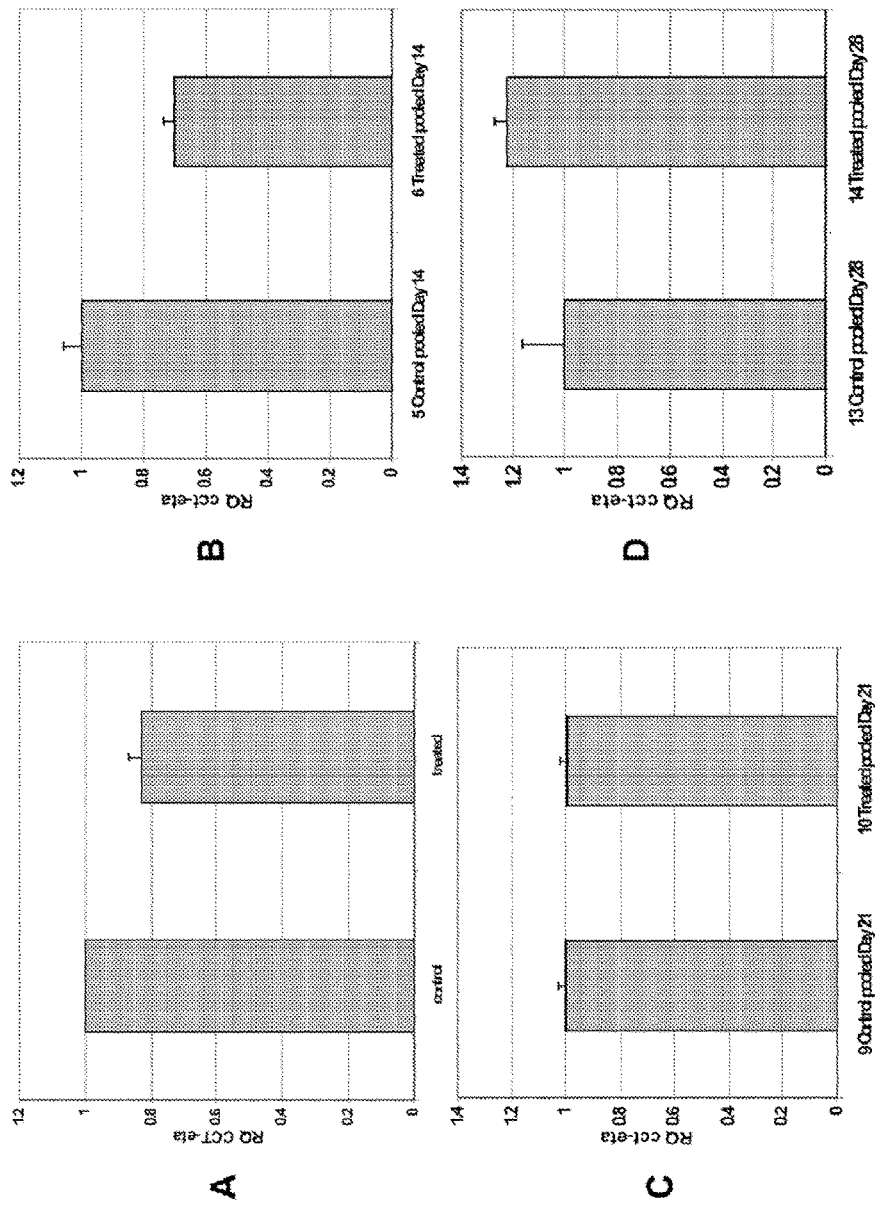 A
RQ CCT-eta
1.2
1
0.8
0.6
0.4
0.2
0
control
treated
B
RQ cct-eta
1.2
1
0.8
0.6
0.4
0.2
0
5 Control pooled Day 14
6 Treated pooled Day 14
C
RQ cct-eta
1.4
1.2
1
0.8
0.6
0.4
0.2
0
9 Control pooled Day 21
10 Treated pooled Day 21
D
RQ cct-eta
1.4
1.2
1
0.8
0.6
0.4
0.2
0
13 Control pooled Day 28
14 Treated pooled Day 28